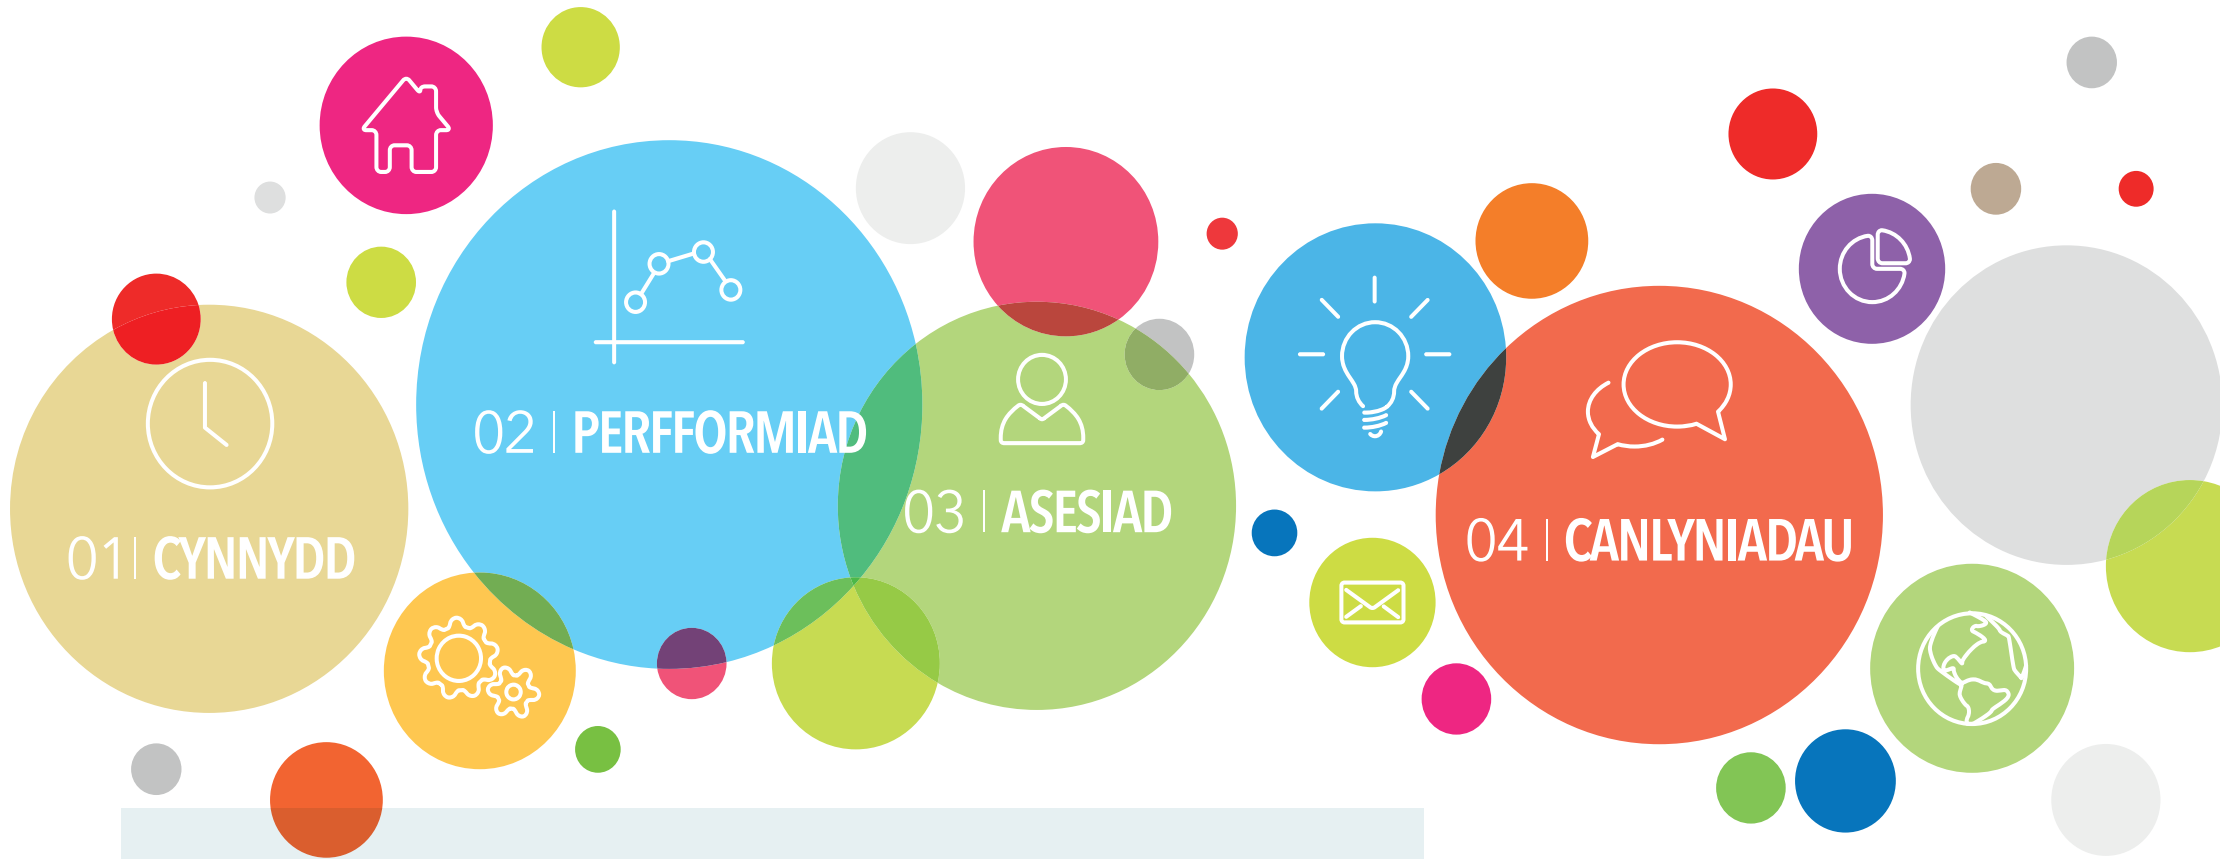 01 | CYNNYDD
02 | PERFFORMIAD
03 | ASESIAD
04 | CANLYNIADAU